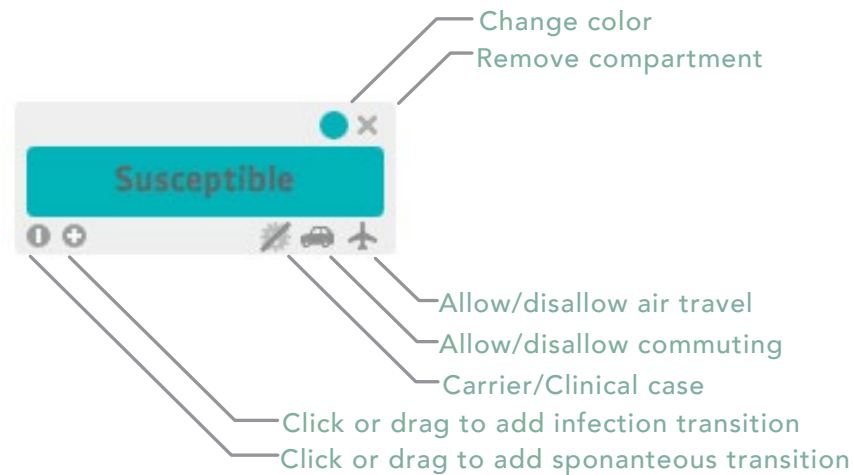 Change color
Remove compartment
Susceptible
Allow/disallow air travel
Allow/disallow commuting
Carrier/Clinical case
Click or drag to add infection transition
Click or drag to add sponanteous transition